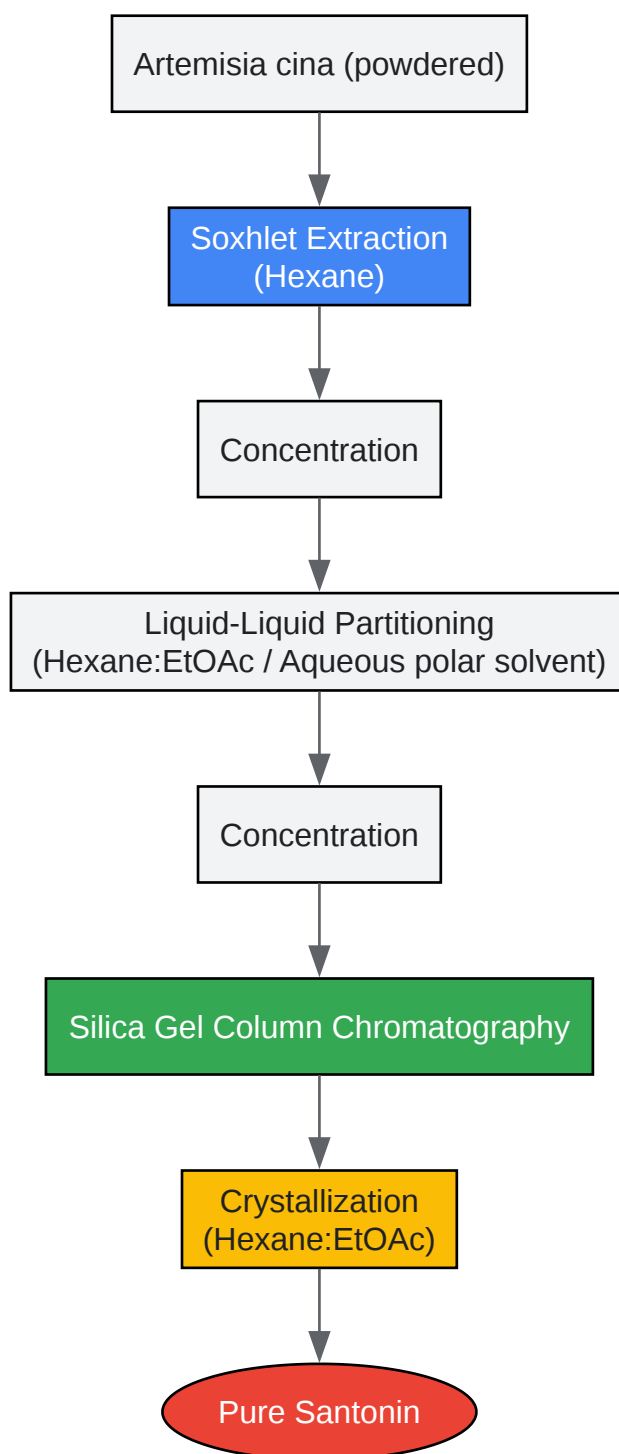 Artemisia cina (powdered)
Soxhlet Extraction
(Hexane)
Concentration
Liquid-Liquid Partitioning
(Hexane:EtOAc / Aqueous polar solvent)
Concentration
Silica Gel Column Chromatography
Crystallization
(Hexane:EtOAc)
Pure Santonin